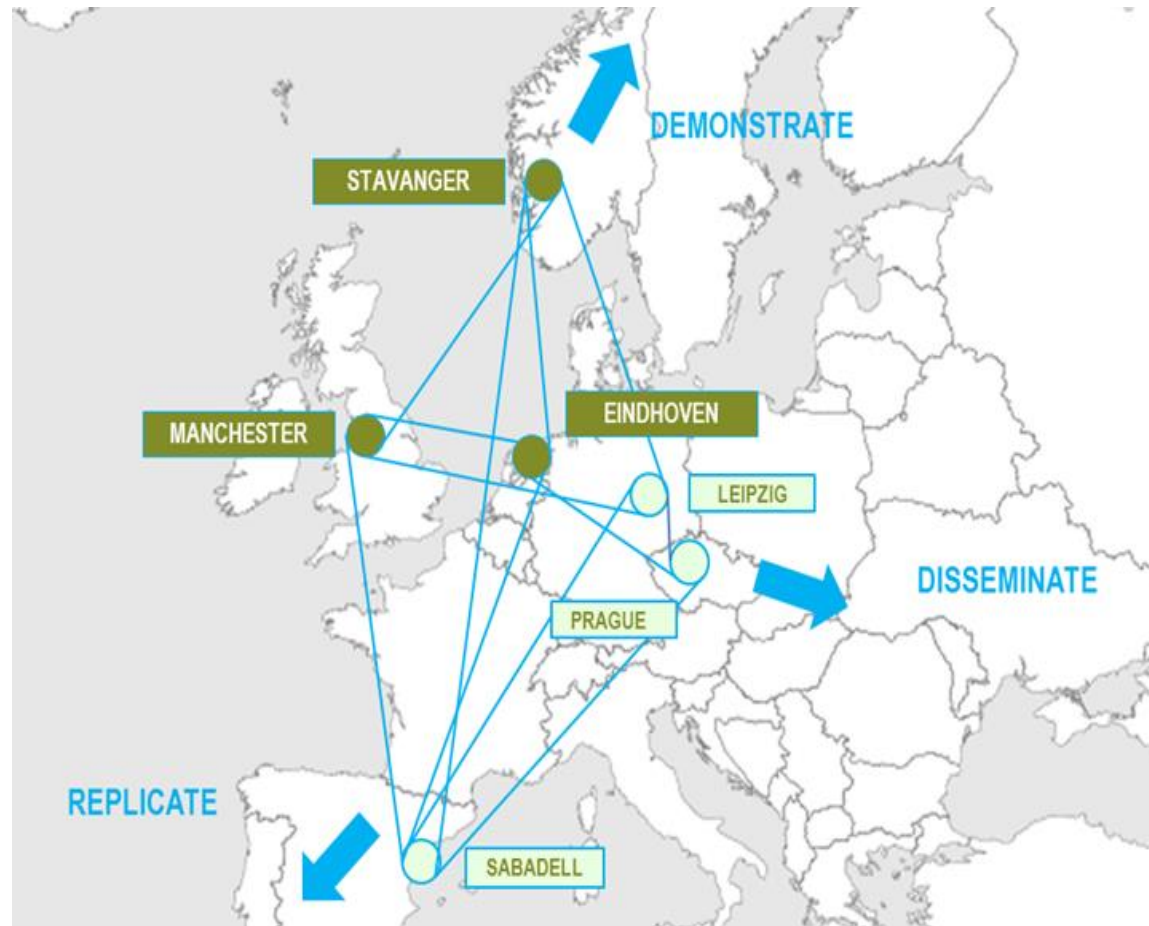 DEMONSTRATE
STAVANGER
EINDHOVEN
MANCHESTER
LEIPZIG
DISSEMINATE
PRAGUE
REPLICATE
SABADELL